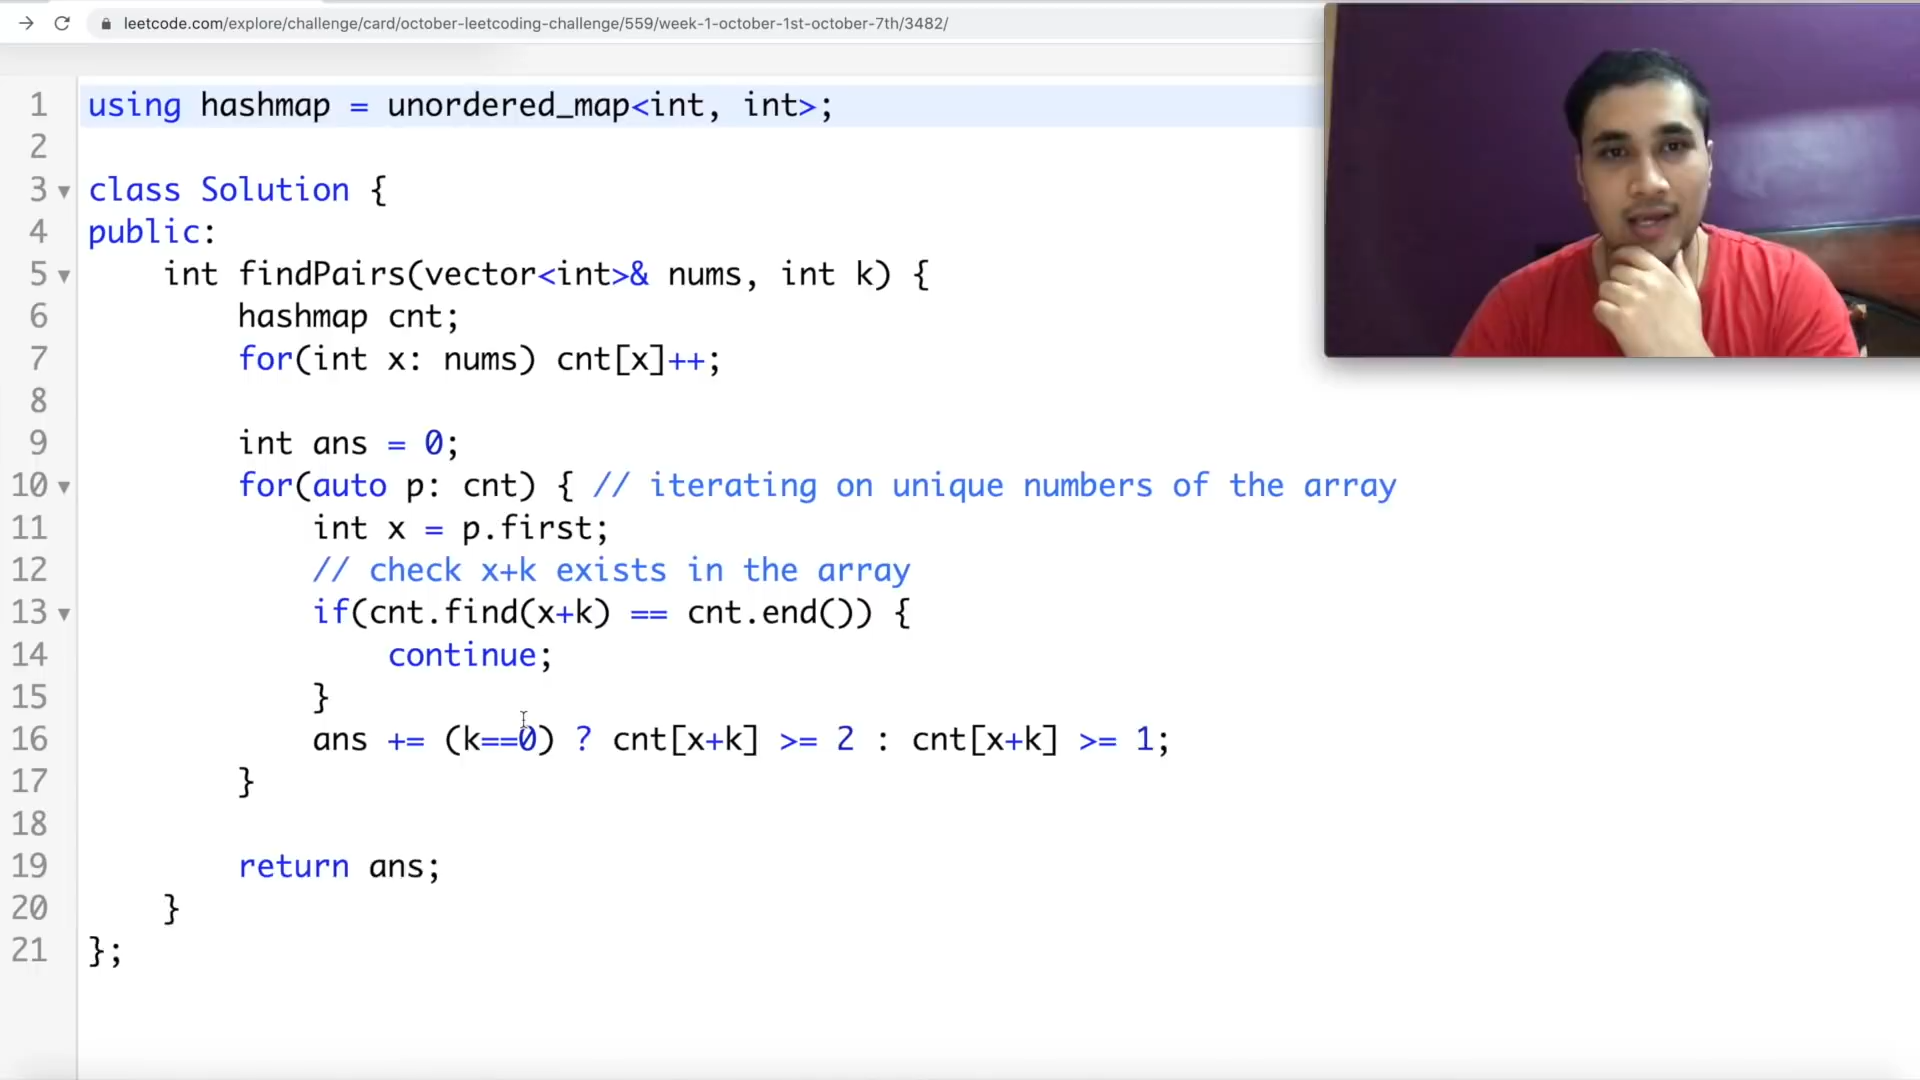 leetcode.com/explore/challenge/card/october-leetcoding-challenge/559/week-1-october-1st-october-7th/3482/
1 using hashmap = unordered_map<int, int>;
2
3 class Solution {
4 public:
5 int findPairs(vector<int>& nums, int k) {
6 hashmap cnt;
7 for(int x: nums) cnt[x]++;
8
9 int ans = 0;
10 for(auto p: cnt) { // iterating on unique numbers of the array
11 int x = p.first;
12 // check x+k exists in the array
13 if(cnt.find(x+k) == cnt.end()) {
14 continue;
15 }
16 ans += (k==0) ? cnt[x+k] >= 2 : cnt[x+k] >= 1;
17 }
18
19 return ans;
20 }
21 };